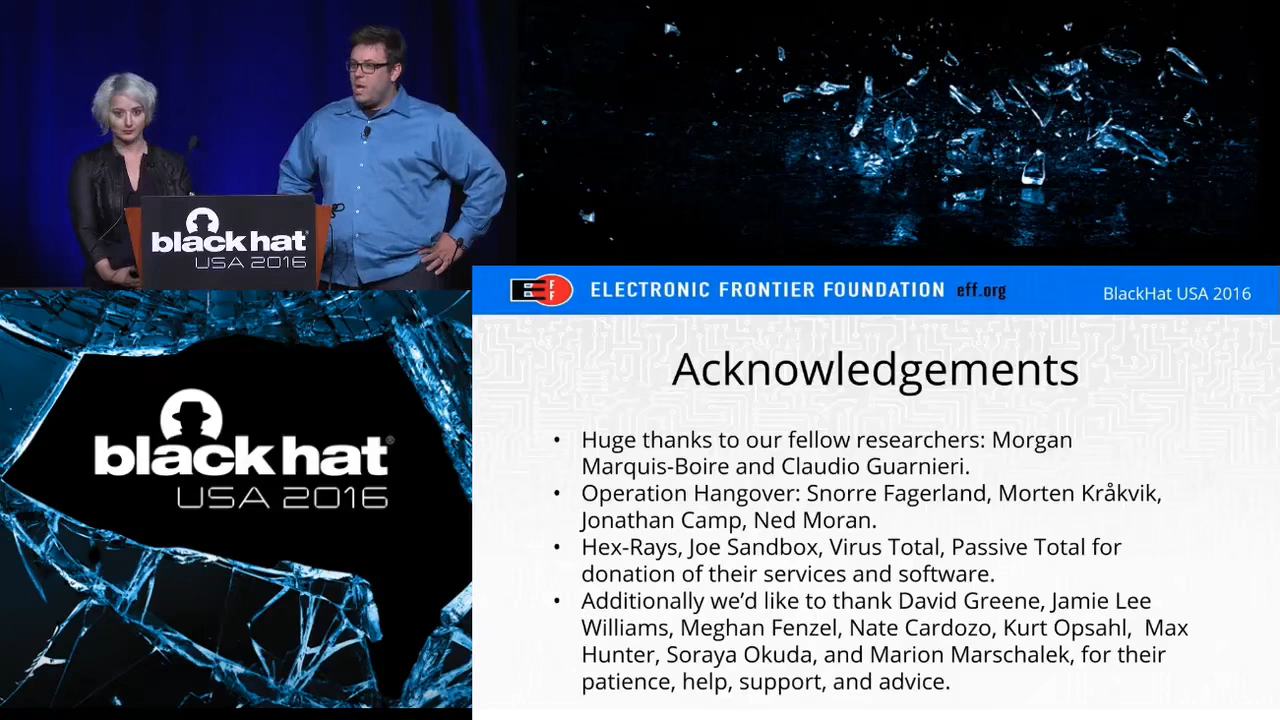 black hat
USA 2016
black hat®
USA 2016
EFF
ELECTRONIC FRONTIER FOUNDATION eff.org
BlackHat USA 2016
Acknowledgements
• Huge thanks to our fellow researchers: Morgan
Marquis-Boire and Claudio Guarnieri.
• Operation Hangover: Snorre Fagerland, Morten Kråkvik,
Jonathan Camp, Ned Moran.
• Hex-Rays, Joe Sandbox, Virus Total, Passive Total for
donation of their services and software.
• Additionally we’d like to thank David Greene, Jamie Lee
Williams, Meghan Fenzel, Nate Cardozo, Kurt Opsahl,  Max
Hunter, Soraya Okuda, and Marion Marschalek, for their
patience, help, support, and advice.